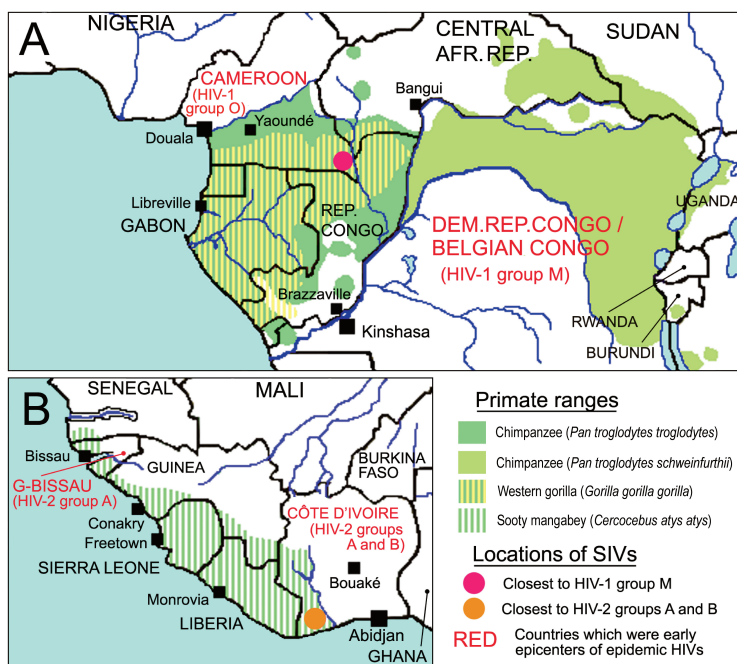 A
NIGERIA
CENTRAL
AFR. REP.
SUDAN
CAMEROON
(HIV-1
group O)
Bangui
Yaoundé
Douala
Libreville
GABON
REP.
CONGO
UGANDA
DEM.REP.CONGO /
BELGIAN CONGO
(HIV-1 group M)
Brazzaville
Kinshasa
RWANDA
BURUNDI
B
SENEGAL
MALI
Bissau
GUINEA
BURKINA
FASO
G-BISSAU
(HIV-2 group A)
CÔTE D'IVOIRE
(HIV-2 groups
A and B)
Conakry
Freetown
SIERRA LEONE
Bouaké
Monrovia
LIBERIA
Abidjan
GHANA
Primate ranges
Chimpanzee (Pan troglodytes troglodytes)
Chimpanzee (Pan troglodytes schweinfurthii)
Western gorilla (Gorilla gorilla gorilla)
Sooty mangabey (Cercocebus atys atys)
Locations of SIVs
Closest to HIV-1 group M
Closest to HIV-2 groups A and B
RED Countries which were early
epicenters of epidemic HIVs